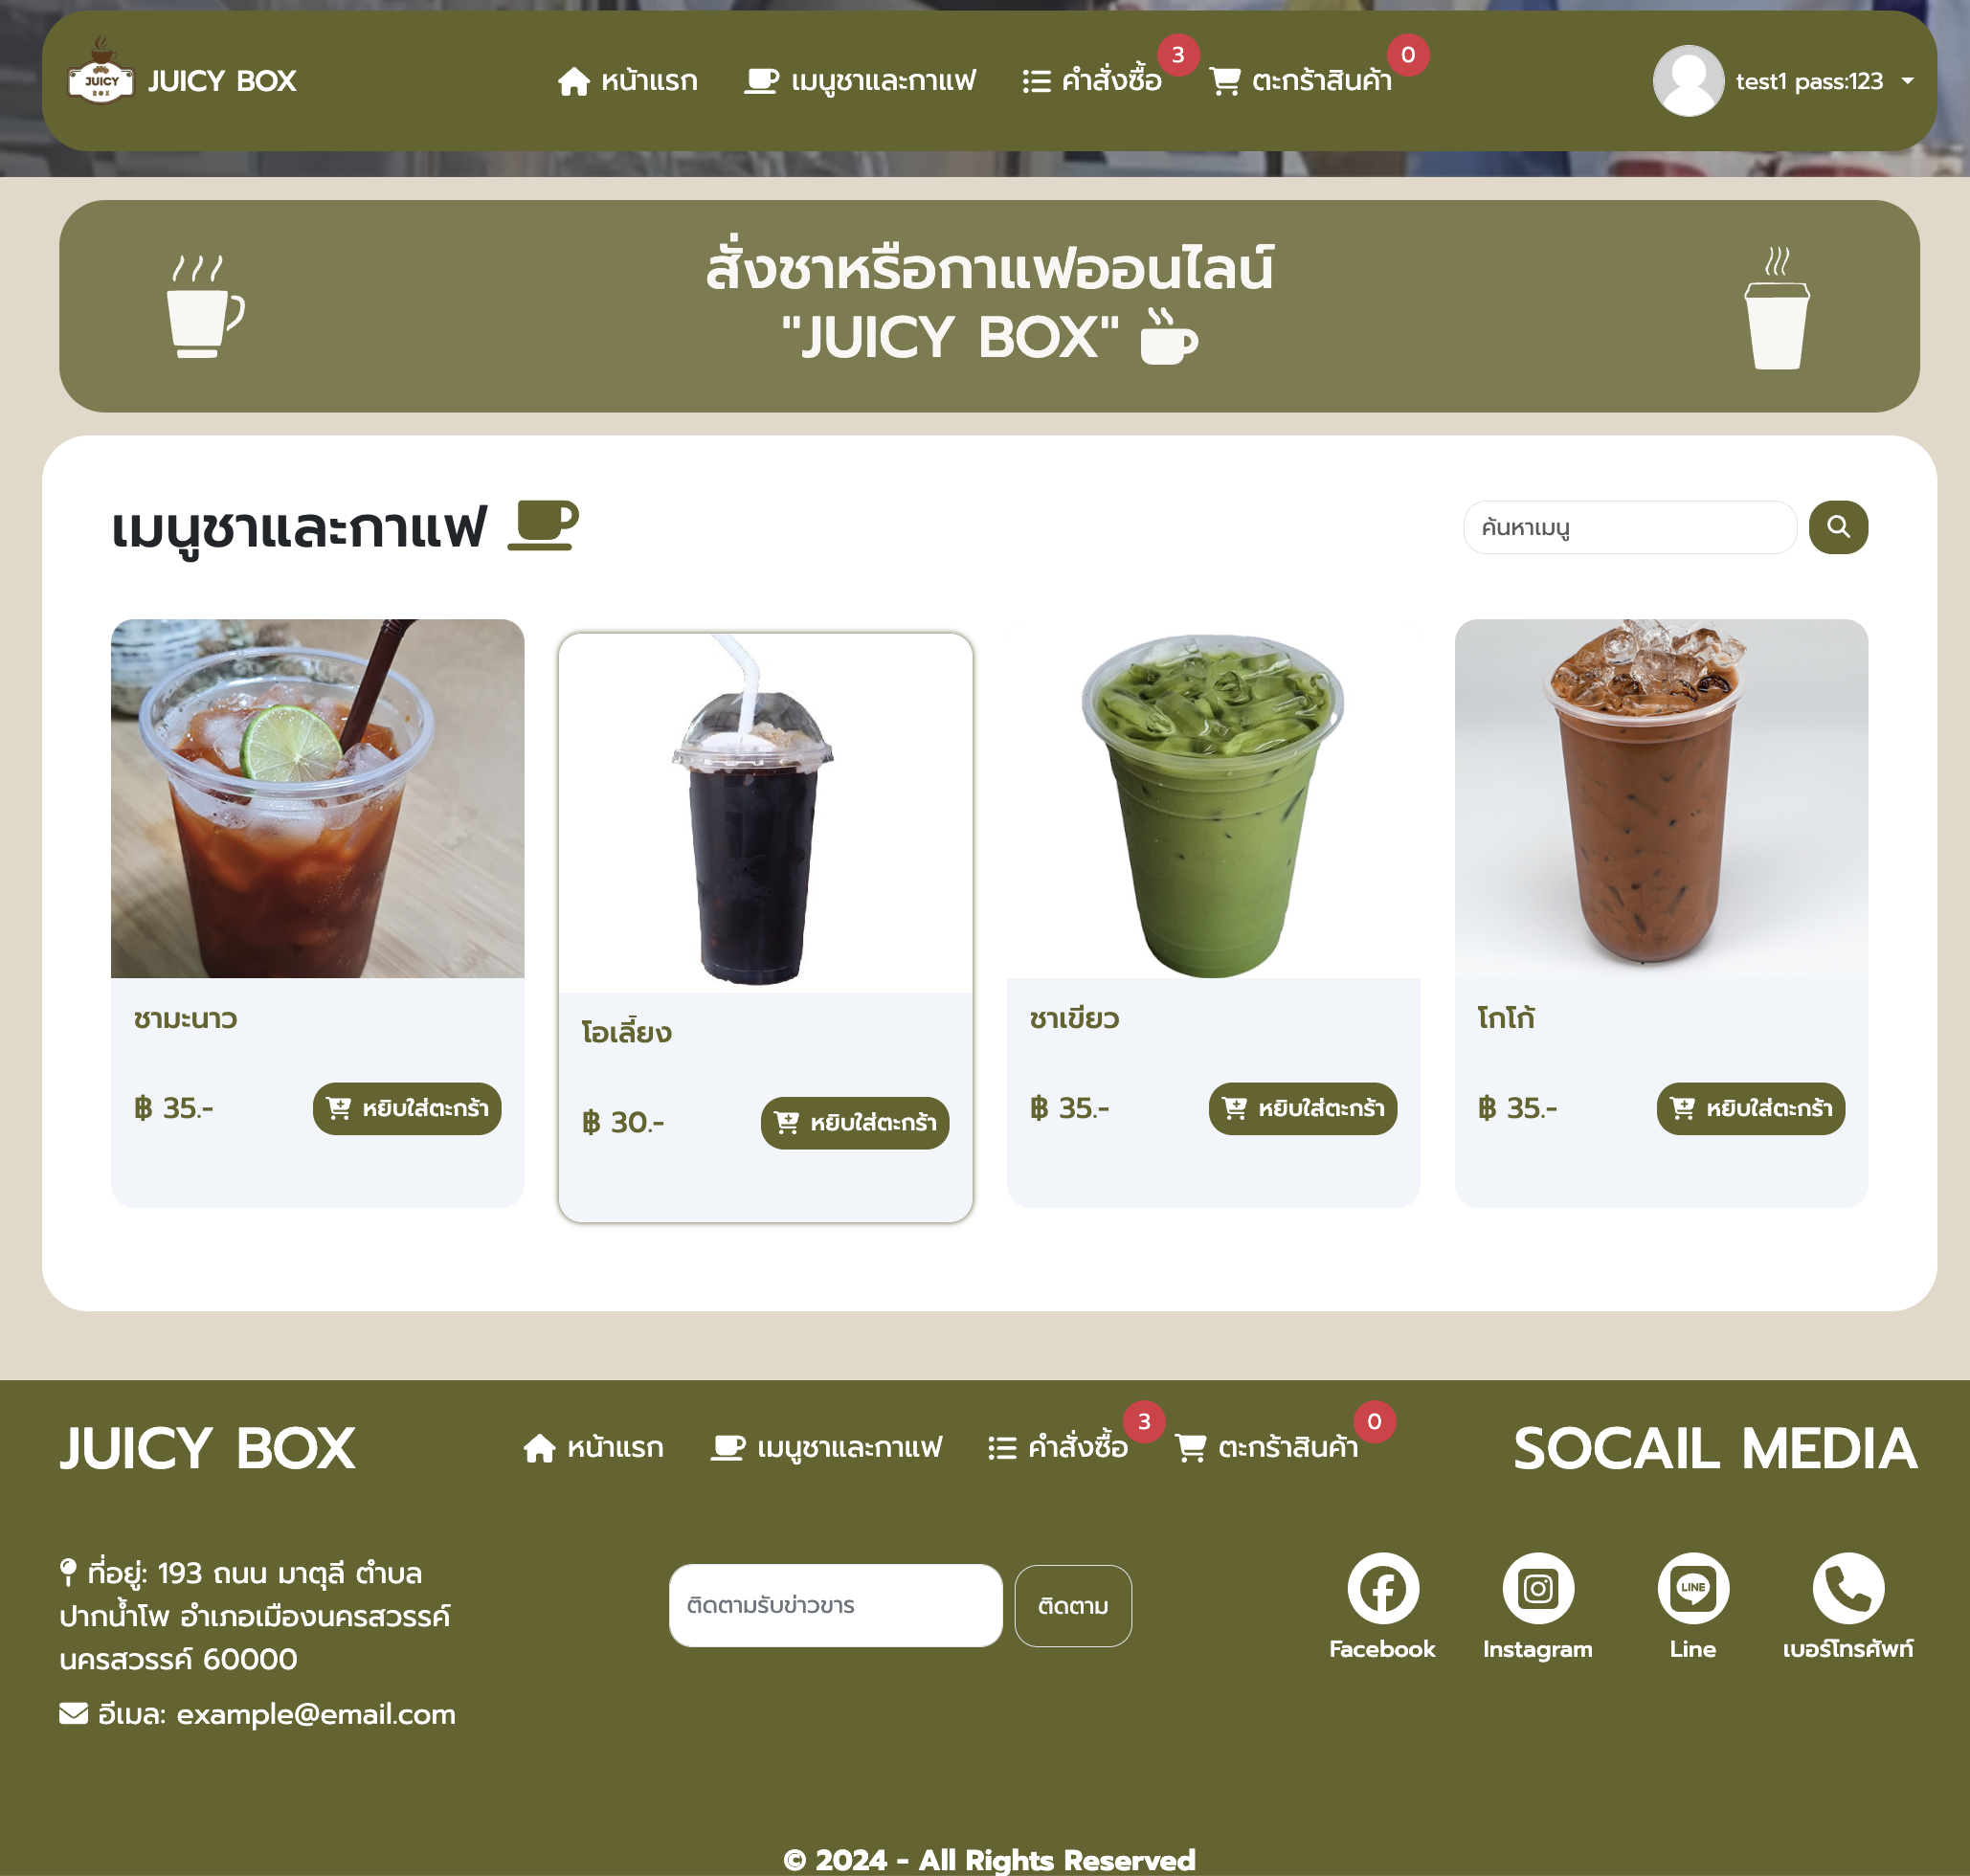 JUICY BOX
JUICY BOX
หน้าแรก
เมนูชาและกาแฟ
คำสั่งซื้อ
3
ตะกร้าสินค้า
0
test1 pass:123
สั่งชาหรือกาแฟออนไลน์
"JUICY BOX"
เมนูชาและกาแฟ
ค้นหาเมนู
ชามะนาว
฿ 35.-
หยิบใส่ตะกร้า
โอเลี้ยง
฿ 30.-
หยิบใส่ตะกร้า
ชาเขียว
฿ 35.-
หยิบใส่ตะกร้า
โกโก้
฿ 35.-
หยิบใส่ตะกร้า
JUICY BOX
หน้าแรก
เมนูชาและกาแฟ
คำสั่งซื้อ
3
ตะกร้าสินค้า
0
SOCAIL MEDIA
ที่อยู่: 193 ถนน มาตุลี ตำบล
ปากน้ำโพ อำเภอเมืองนครสวรรค์
นครสวรรค์ 60000
อีเมล: example@email.com
ติดตามรับข่าวขาร
ติดตาม
Facebook
Instagram
LINE
Line
เบอร์โทรศัพท์
© 2024 - All Rights Reserved